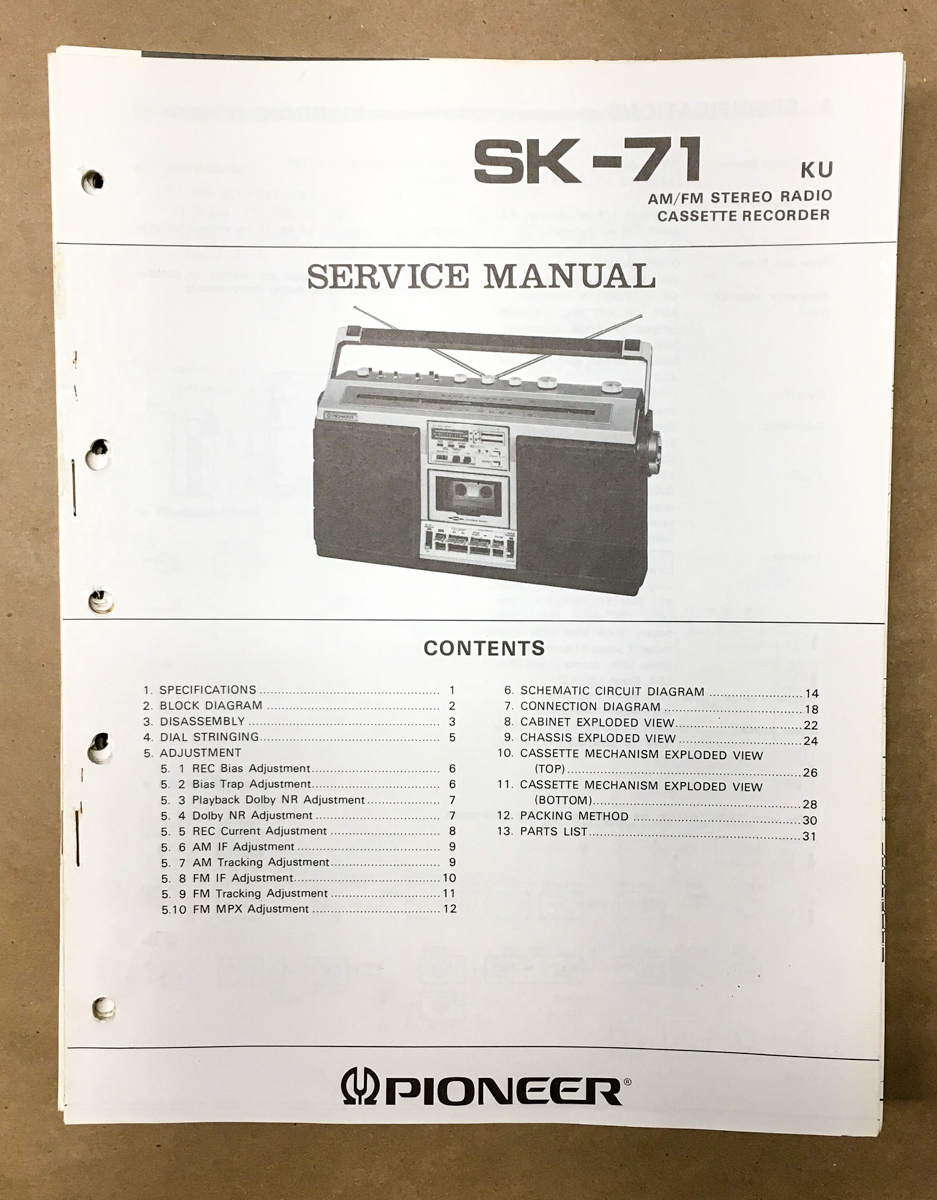 SK-71 KU
AM/FM STEREO RADIO
CASSETTE RECORDER
SERVICE MANUAL
PIONEER
CONTENTS
1. SPECIFICATIONS ........................................ 1
2. BLOCK DIAGRAM ........................................ 2
3. DISASSEMBLY ........................................ 3
4. DIAL STRINGING ........................................ 5
5. ADJUSTMENT
5. 1 REC Bias Adjustment ................................ 6
5. 2 Bias Trap Adjustment ................................ 6
5. 3 Playback Dolby NR Adjustment .................. 7
5. 4 Dolby NR Adjustment ............................... 7
5. 5 REC Current Adjustment ........................... 8
5. 6 AM IF Adjustment .................................... 9
5. 7 AM Tracking Adjustment ........................... 9
5. 8 FM IF Adjustment .................................... 10
5. 9 FM Tracking Adjustment ........................... 11
5.10 FM MPX Adjustment ................................ 12
6. SCHEMATIC CIRCUIT DIAGRAM ....................... 14
7. CONNECTION DIAGRAM .................................. 18
8. CABINET EXPLODED VIEW ............................... 22
9. CHASSIS EXPLODED VIEW ............................... 24
10. CASSETTE MECHANISM EXPLODED VIEW
(TOP) .................................................... 26
11. CASSETTE MECHANISM EXPLODED VIEW
(BOTTOM) ............................................... 28
12. PACKING METHOD ........................................ 30
13. PARTS LIST ................................................ 31
PIONEER®